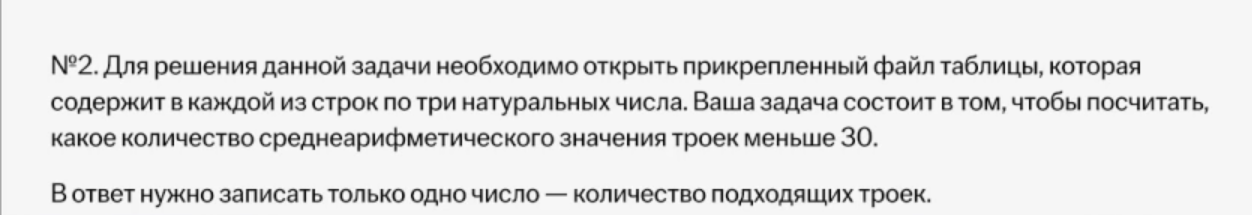 №2. Для решения данной задачи необходимо открыть прикрепленный файл таблицы, которая
содержит в каждой из строк по три натуральных числа. Ваша задача состоит в том, чтобы посчитать,
какое количество среднеарифметического значения троек меньше 30.
В ответ нужно записать только одно число — количество подходящих троек.